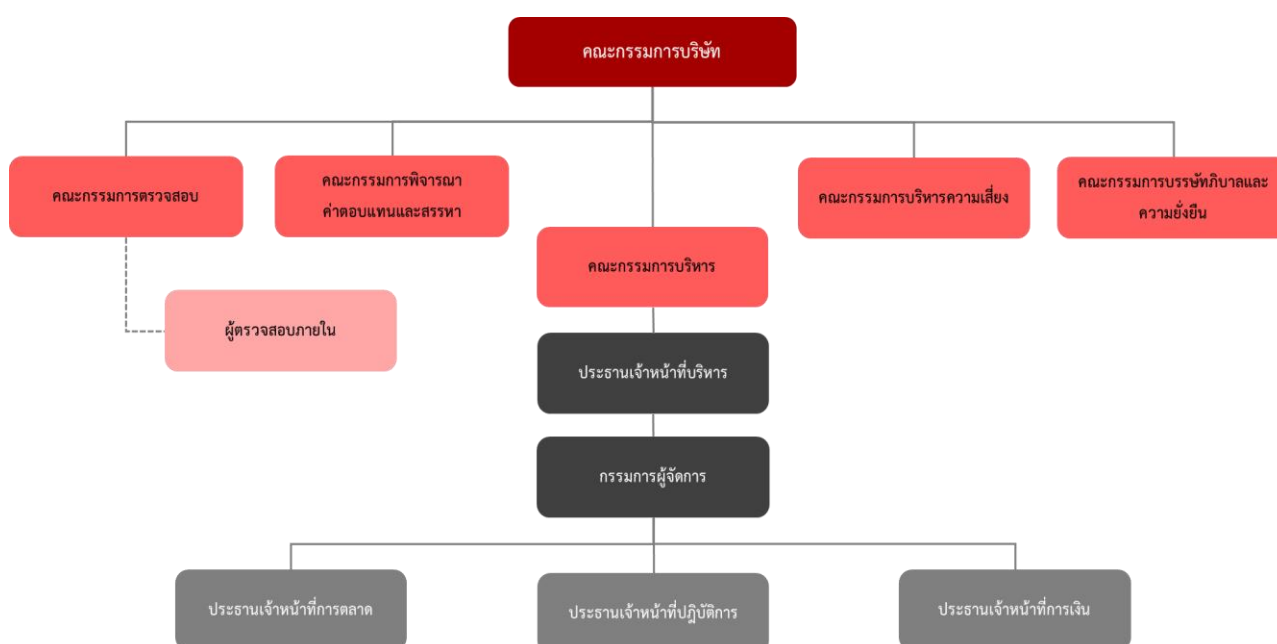 คณะกรรมการบริษัท
คณะกรรมการตรวจสอบ
คณะกรรมการพิจารณา
ค่าตอบแทนและสรรหา
คณะกรรมการบริหารความเสี่ยง
คณะกรรมการบรรษัทภิบาลและ
ความยั่งยืน
คณะกรรมการบริหาร
ผู้ตรวจสอบภายใน
ประธานเจ้าหน้าที่บริหาร
กรรมการผู้จัดการ
ประธานเจ้าหน้าที่การตลาด
ประธานเจ้าหน้าที่ปฏิบัติการ
ประธานเจ้าหน้าที่การเงิน